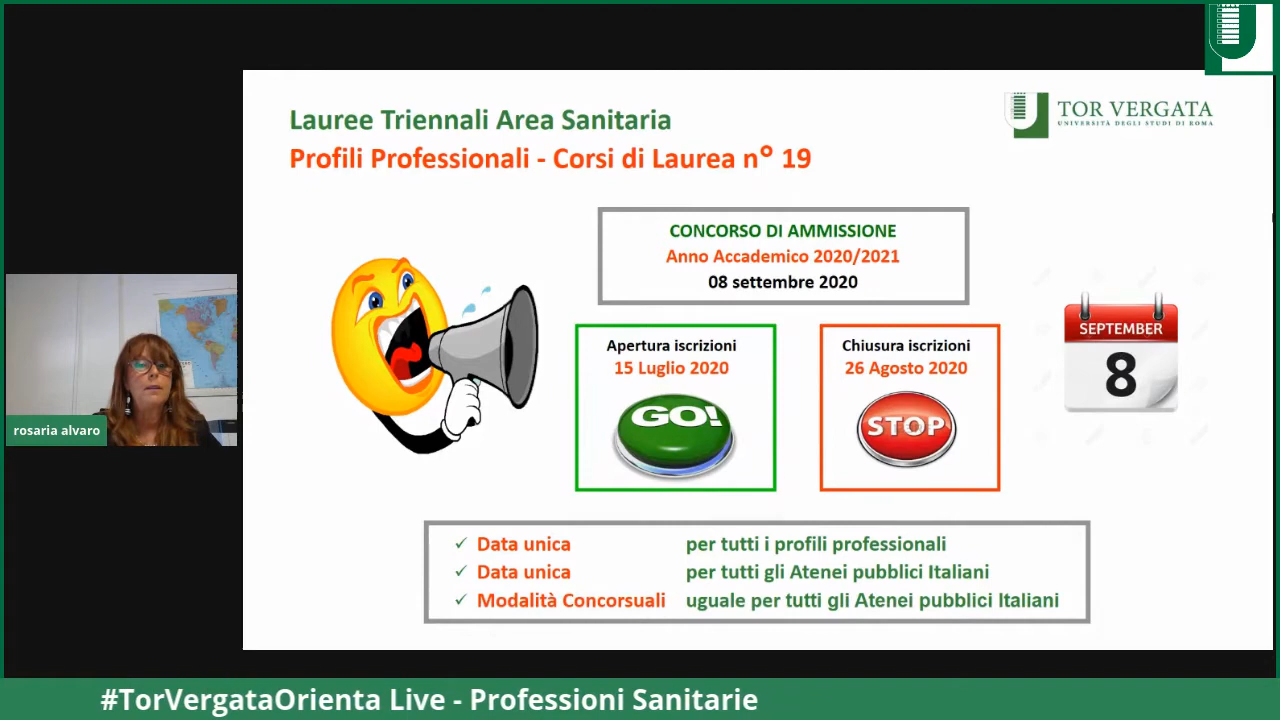 Lauree Triennali Area Sanitaria
Profili Professionali - Corsi di Laurea n° 19
TOR VERGATA
UNIVERSITÀ DEGLI STUDI DI ROMA
CONCORSO DI AMMISSIONE
Anno Accademico 2020/2021
08 settembre 2020
Apertura iscrizioni
15 Luglio 2020
GO!
Chiusura iscrizioni
26 Agosto 2020
STOP
SEPTEMBER
8
rosaria alvaro
✓ Data unica per tutti i profili professionali
✓ Data unica per tutti gli Atenei pubblici Italiani
✓ Modalità Concorsuali uguale per tutti gli Atenei pubblici Italiani
#TorVergataOrienta Live - Professioni Sanitarie